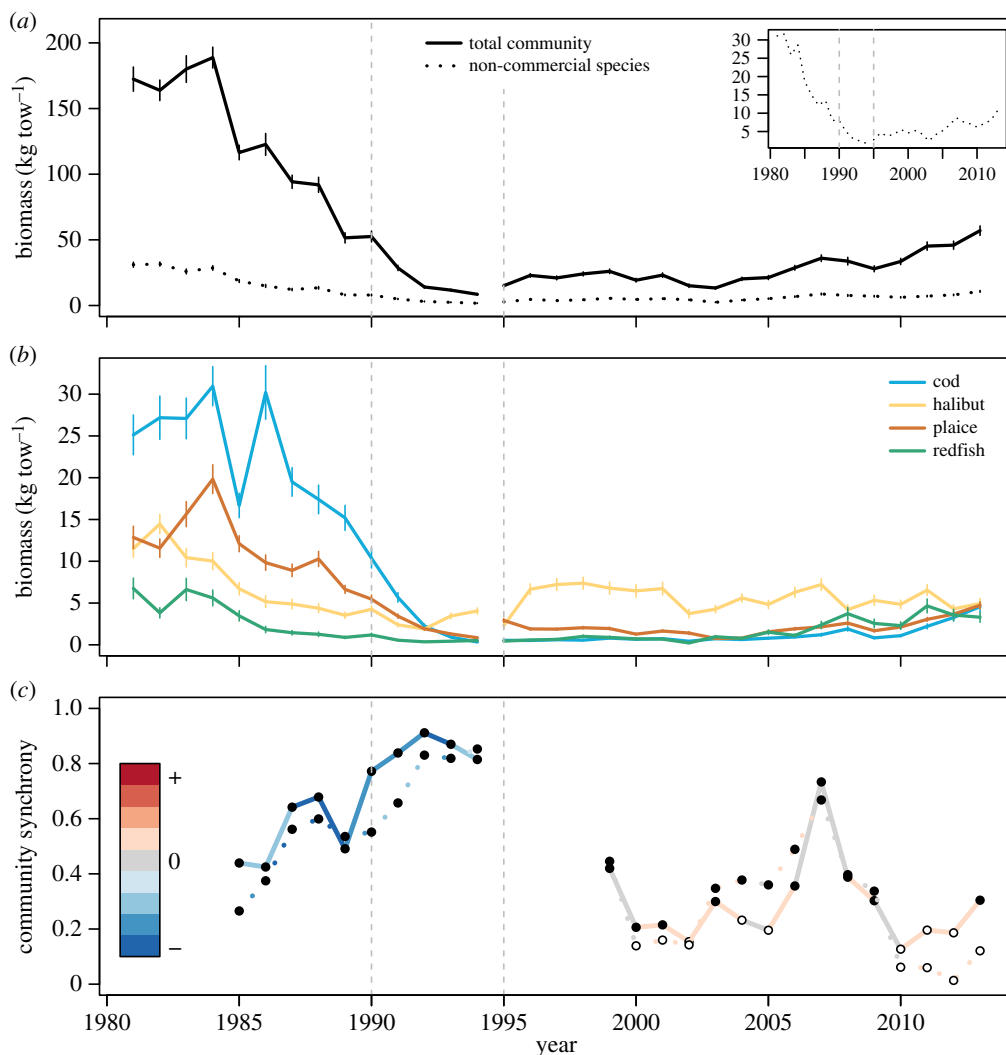 (a)
200
150
100
50
0
biomass (kg tow−1)
total community
non-commercial species
30
25
20
15
10
5
1980 1990 2000 2010
(b)
30
25
20
15
10
5
0
biomass (kg tow−1)
cod
halibut
plaice
redfish
(c)
1.0
0.8
0.6
0.4
0.2
0
community synchrony
+
0
−
1980 1985 1990 1995 2000 2005 2010
year